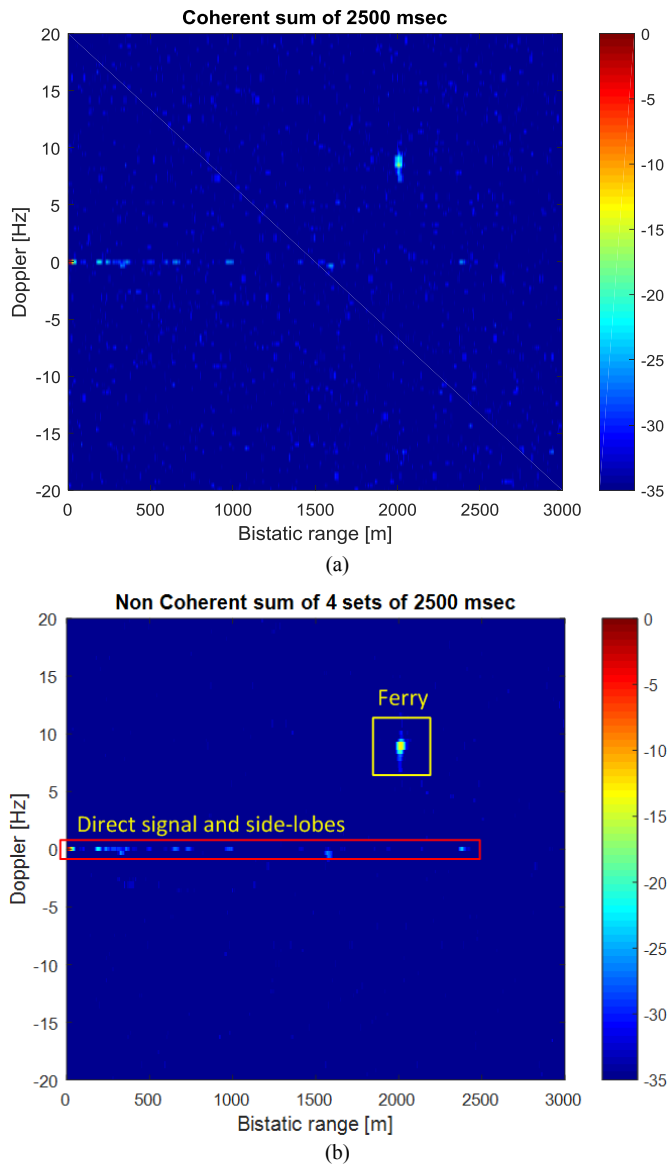 Coherent sum of 2500 msec
20
15
10
5
0
-5
-10
-15
-20
Doppler [Hz]
0 500 1000 1500 2000 2500 3000
Bistatic range [m]
0
-5
-10
-15
-20
-25
-30
-35
(a)
Non Coherent sum of 4 sets of 2500 msec
20
15
10
5
0
-5
-10
-15
-20
Doppler [Hz]
Ferry
Direct signal and side-lobes
0 500 1000 1500 2000 2500 3000
Bistatic range [m]
0
-5
-10
-15
-20
-25
-30
-35
(b)